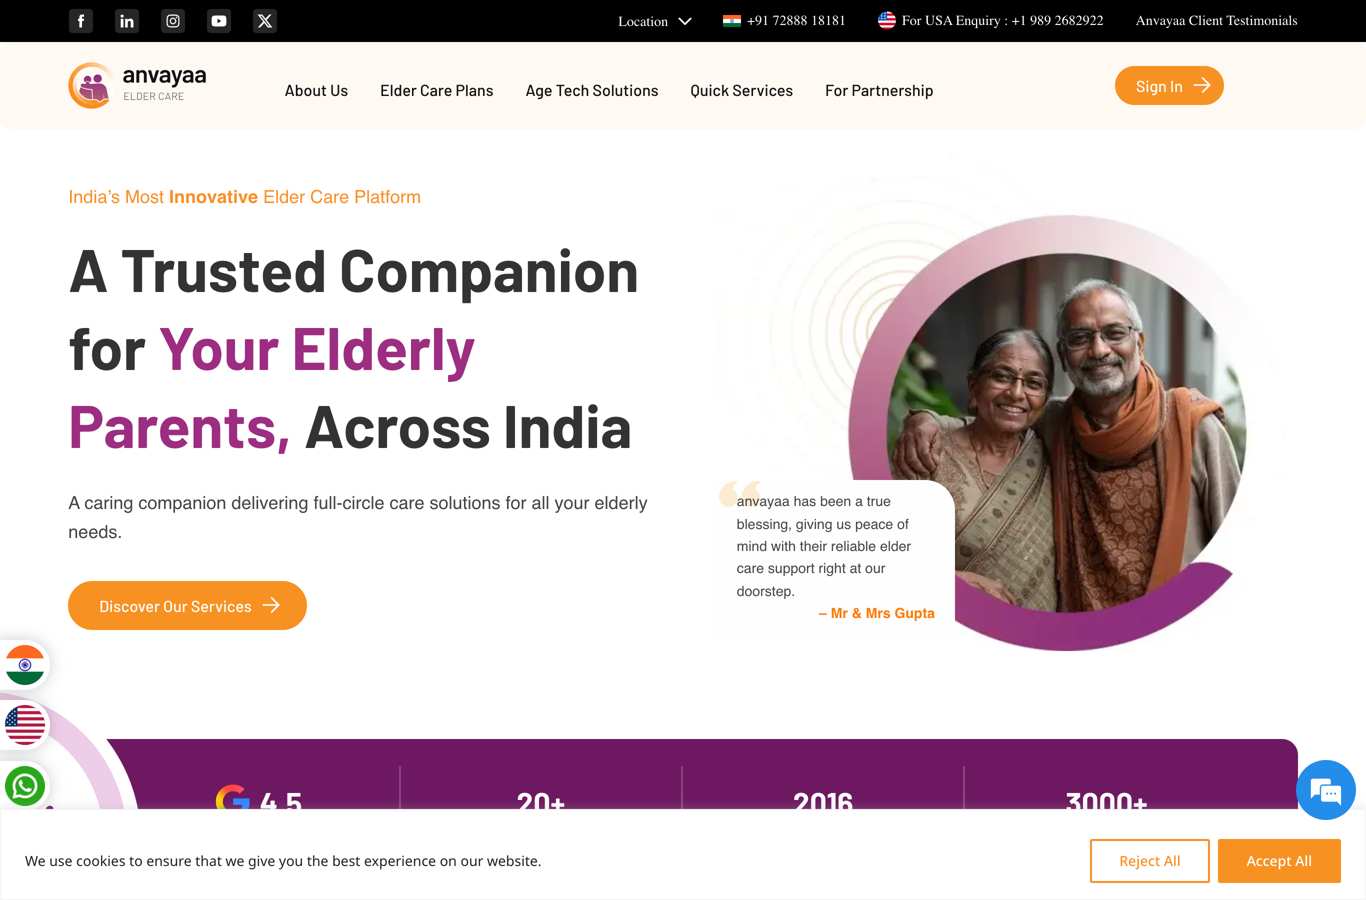 Location
+91 72888 18181
For USA Enquiry : +1 989 2682922
Anvayaa Client Testimonials
anvayaa
ELDER CARE
About Us
Elder Care Plans
Age Tech Solutions
Quick Services
For Partnership
Sign In
India’s Most Innovative Elder Care Platform
A Trusted Companion
for Your Elderly
Parents, Across India
A caring companion delivering full-circle care solutions for all your elderly
needs.
Discover Our Services
anvayaa has been a true
blessing, giving us peace of
mind with their reliable elder
care support right at our
doorstep.
– Mr & Mrs Gupta
4.5
20+
2016
3000+
We use cookies to ensure that we give you the best experience on our website.
Reject All
Accept All